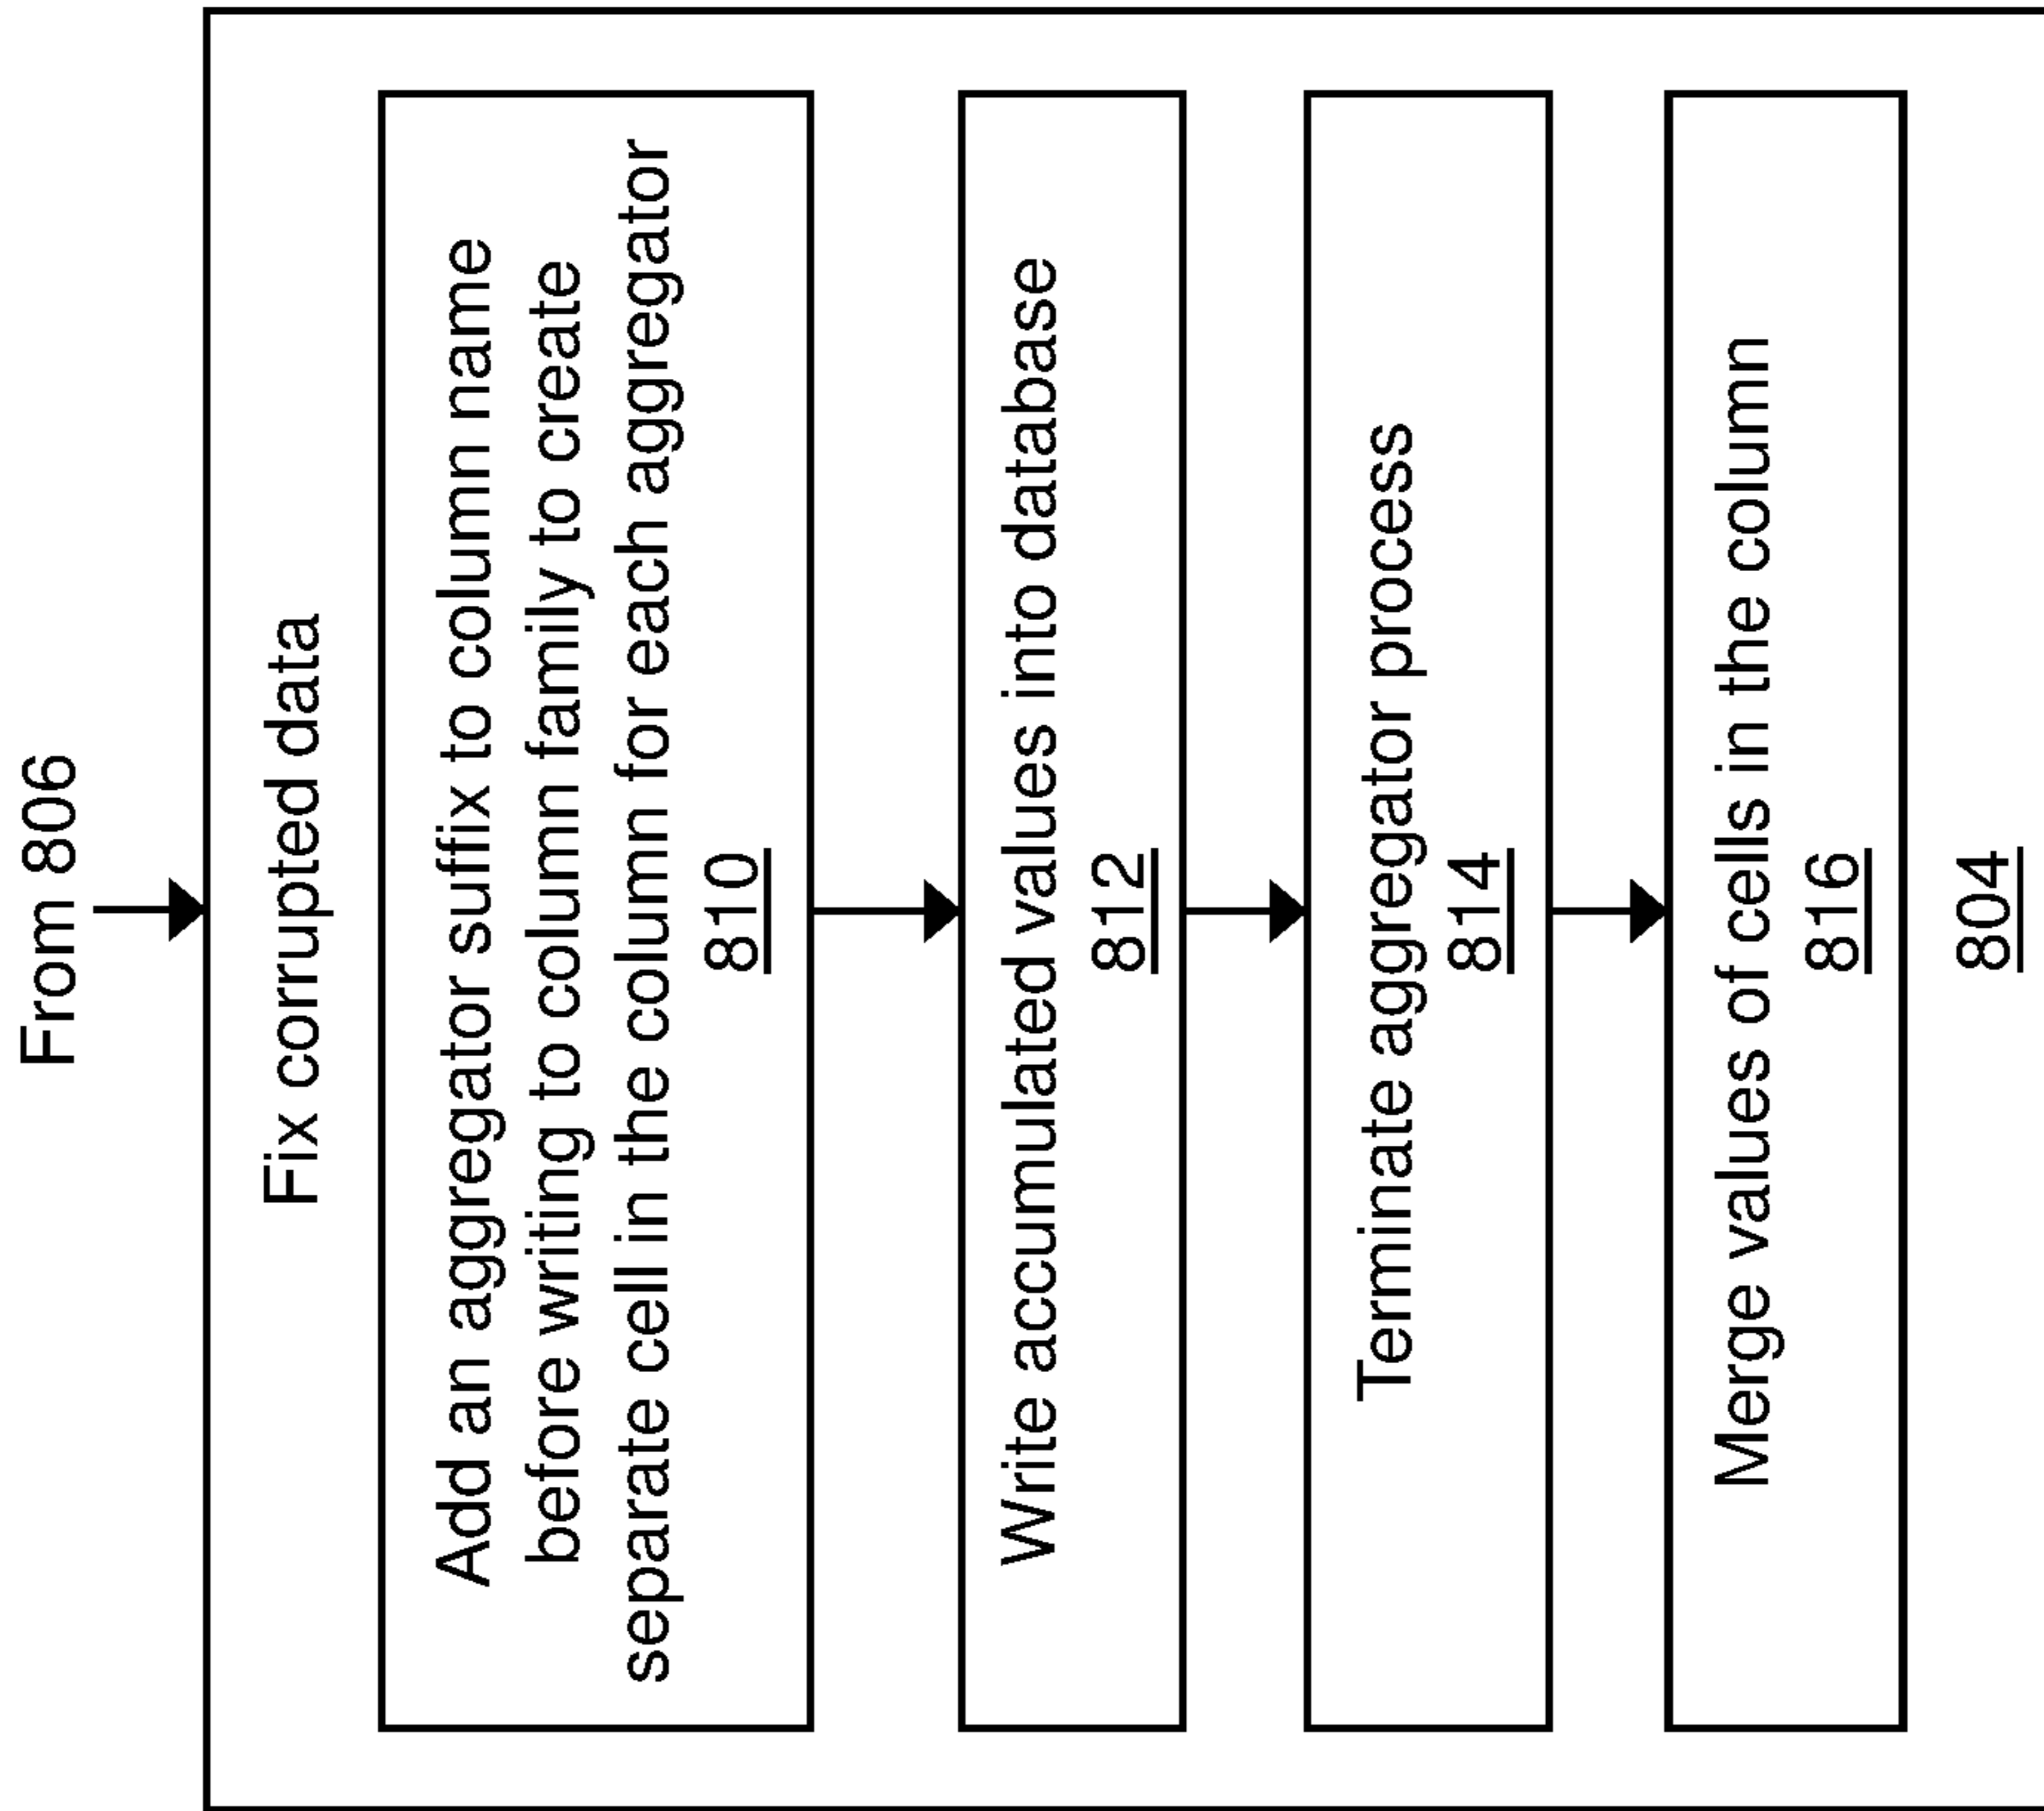 From 806
Fix corrupted data
Add an aggregator suffix to column name
before writing to column family to create
separate cell in the column for each aggregator
810
Write accumulated values into database
812
Terminate aggregator process
814
Merge values of cells in the column
816
804